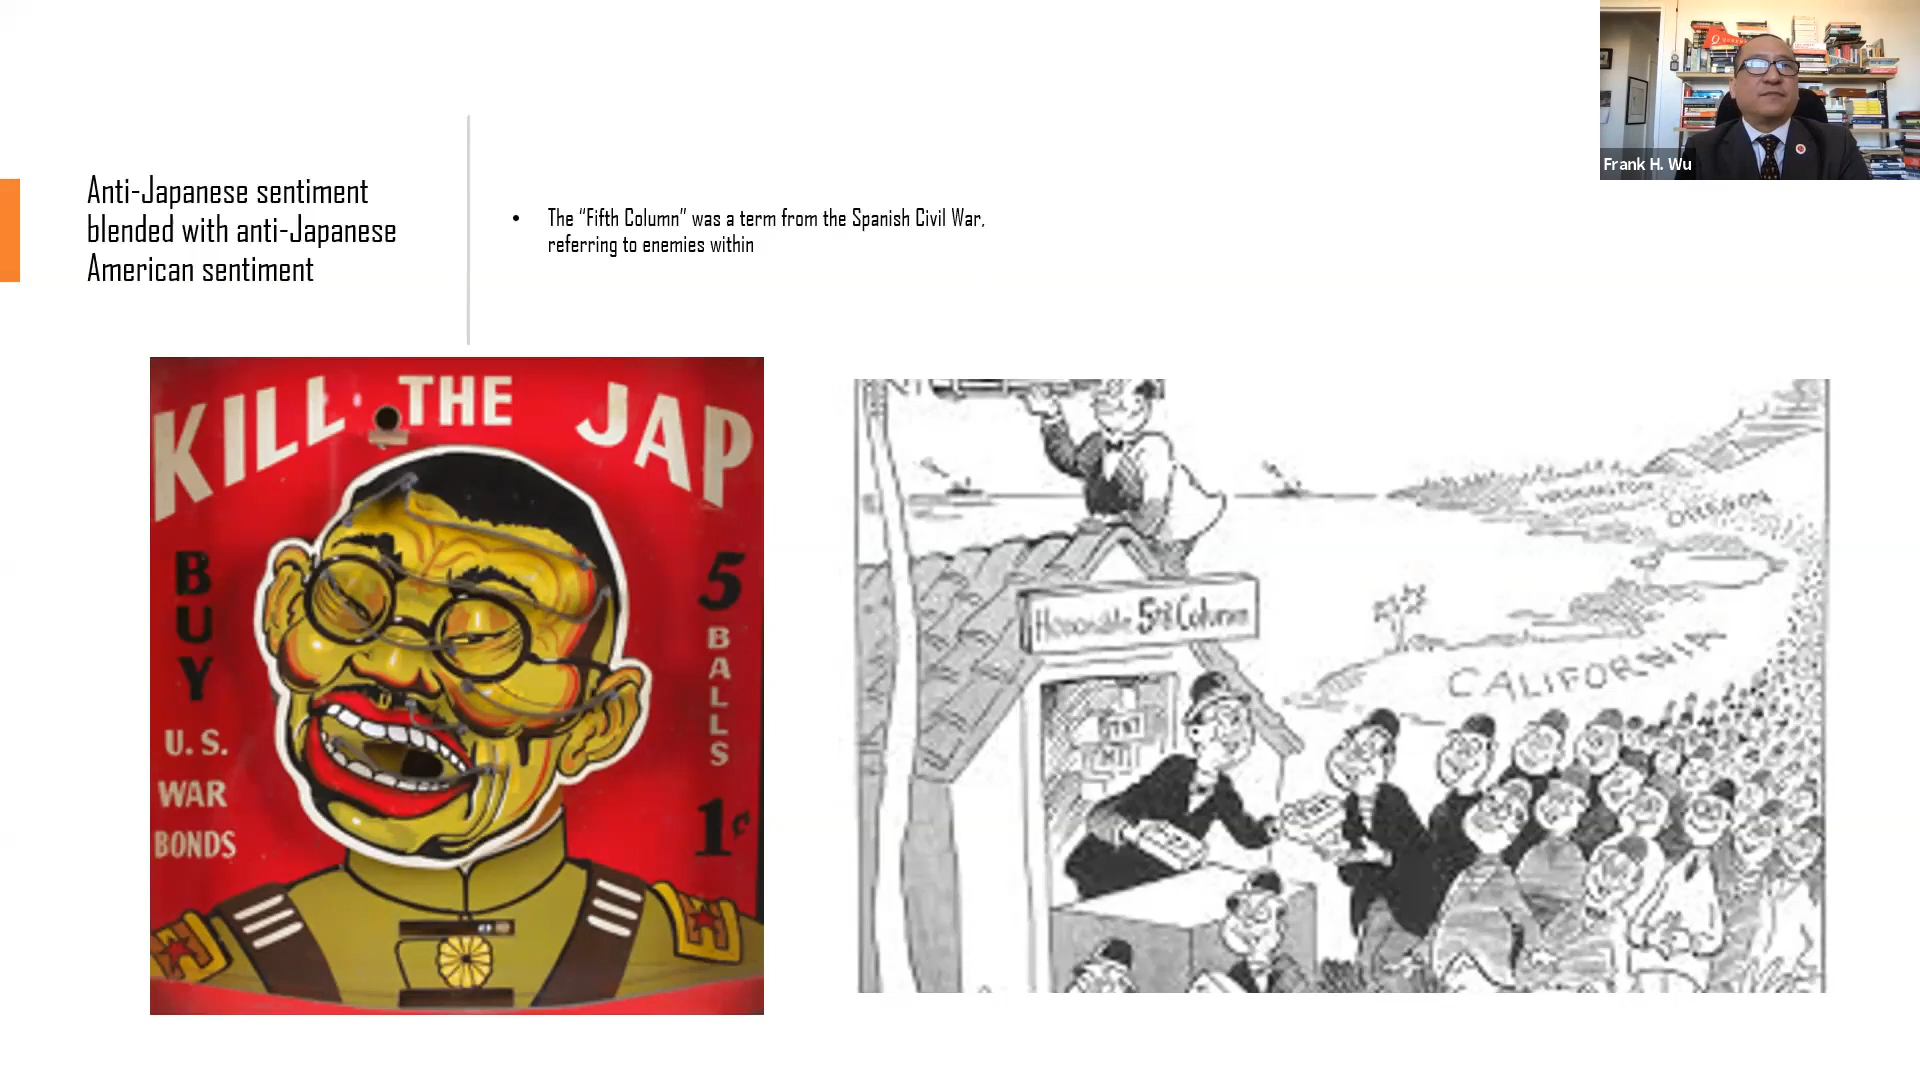 Frank H. Wu
Anti-Japanese sentiment
blended with anti-Japanese
American sentiment
• The “Fifth Column” was a term from the Spanish Civil War,
referring to enemies within
KILL THE JAP
BUY
U. S.
WAR
BONDS
5
BALLS
1¢
WASHINGTON
OREGON
CALIFORNIA
Honorable 5th Column
TNT